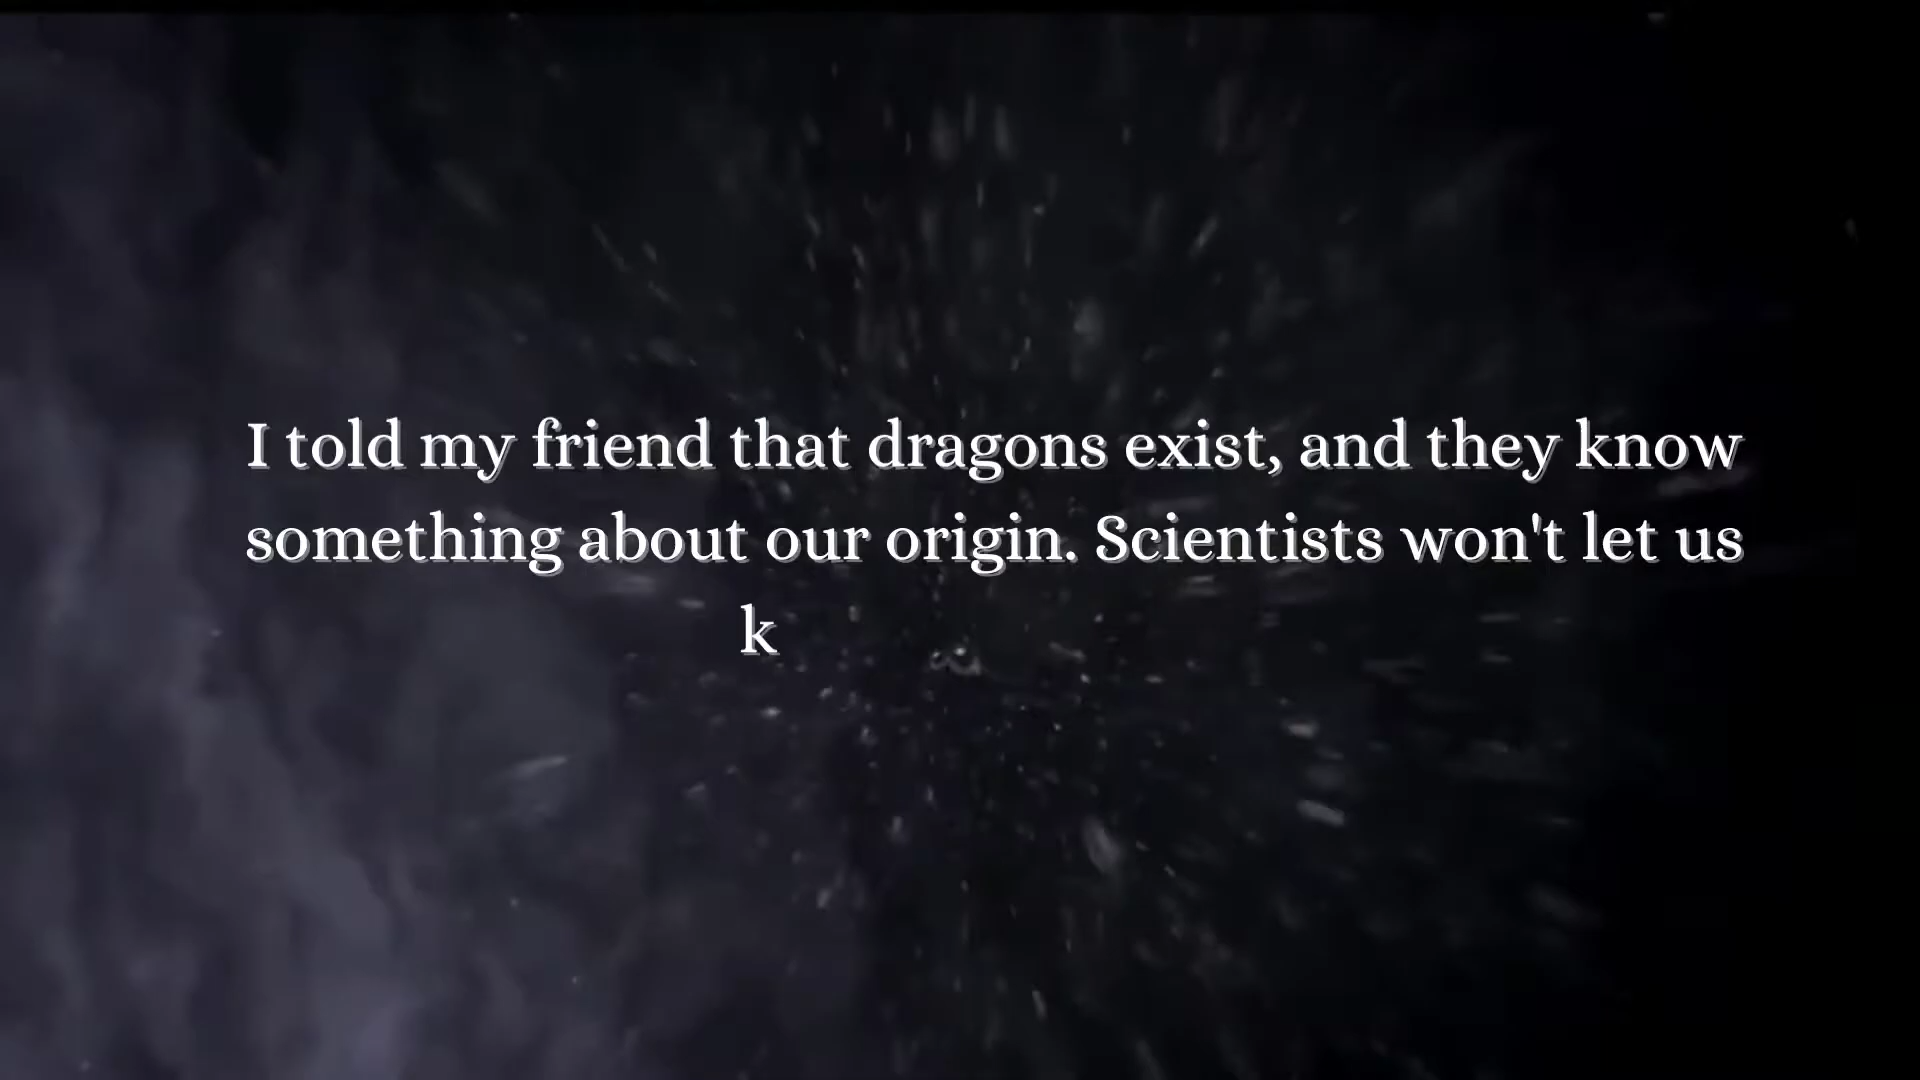 I told my friend that dragons exist, and they know
something about our origin. Scientists won't let us
k